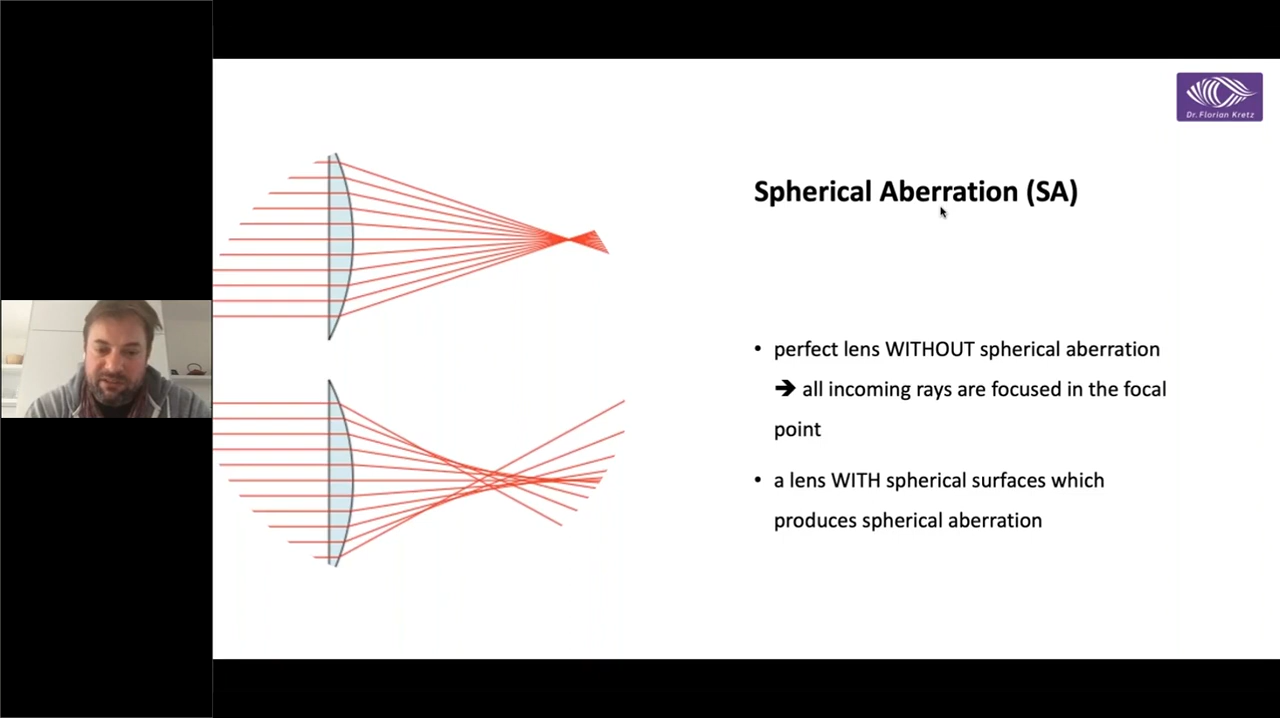 Dr. Florian Kretz
Spherical Aberration (SA)
• perfect lens WITHOUT spherical aberration
➔ all incoming rays are focused in the focal
point
• a lens WITH spherical surfaces which
produces spherical aberration